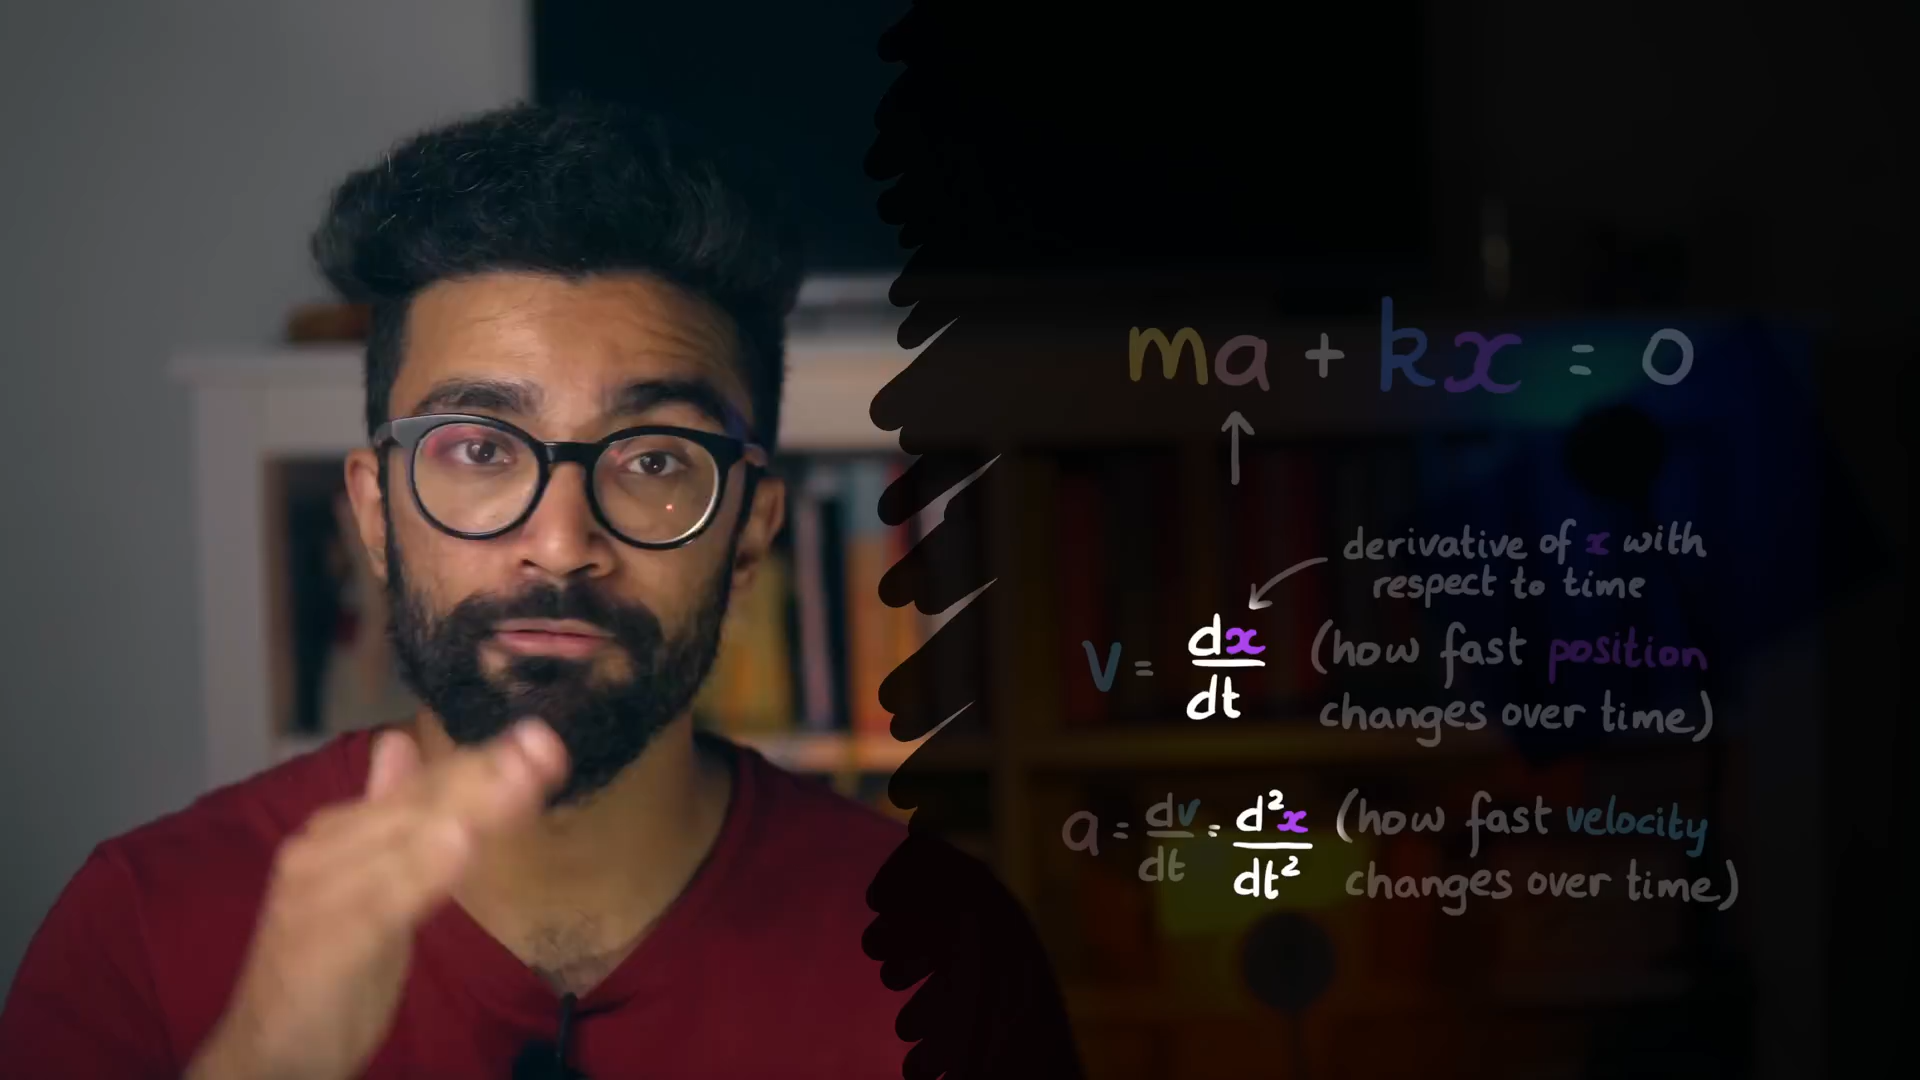 ma + kx = 0
derivative of x with
respect to time
v = dx/dt (how fast position
changes over time)
a = dv/dt = d²x/dt² (how fast velocity
changes over time)